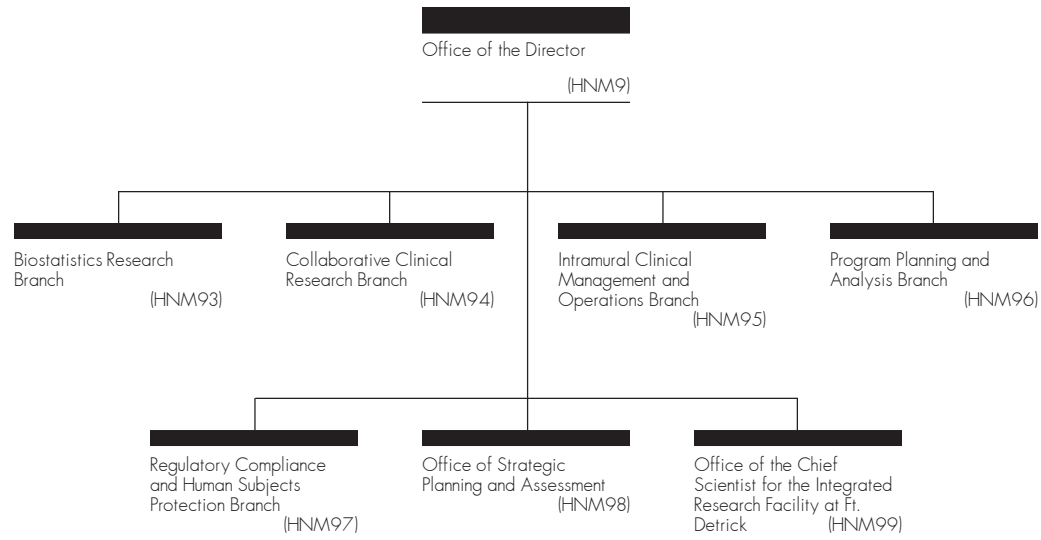 Office of the Director
(HNM9)
Biostatistics Research
Branch
(HNM93)
Collaborative Clinical
Research Branch
(HNM94)
Intramural Clinical
Management and
Operations Branch
(HNM95)
Program Planning and
Analysis Branch
(HNM96)
Regulatory Compliance
and Human Subjects
Protection Branch
(HNM97)
Office of Strategic
Planning and Assessment
(HNM98)
Office of the Chief
Scientist for the Integrated
Research Facility at Ft.
Detrick (HNM99)